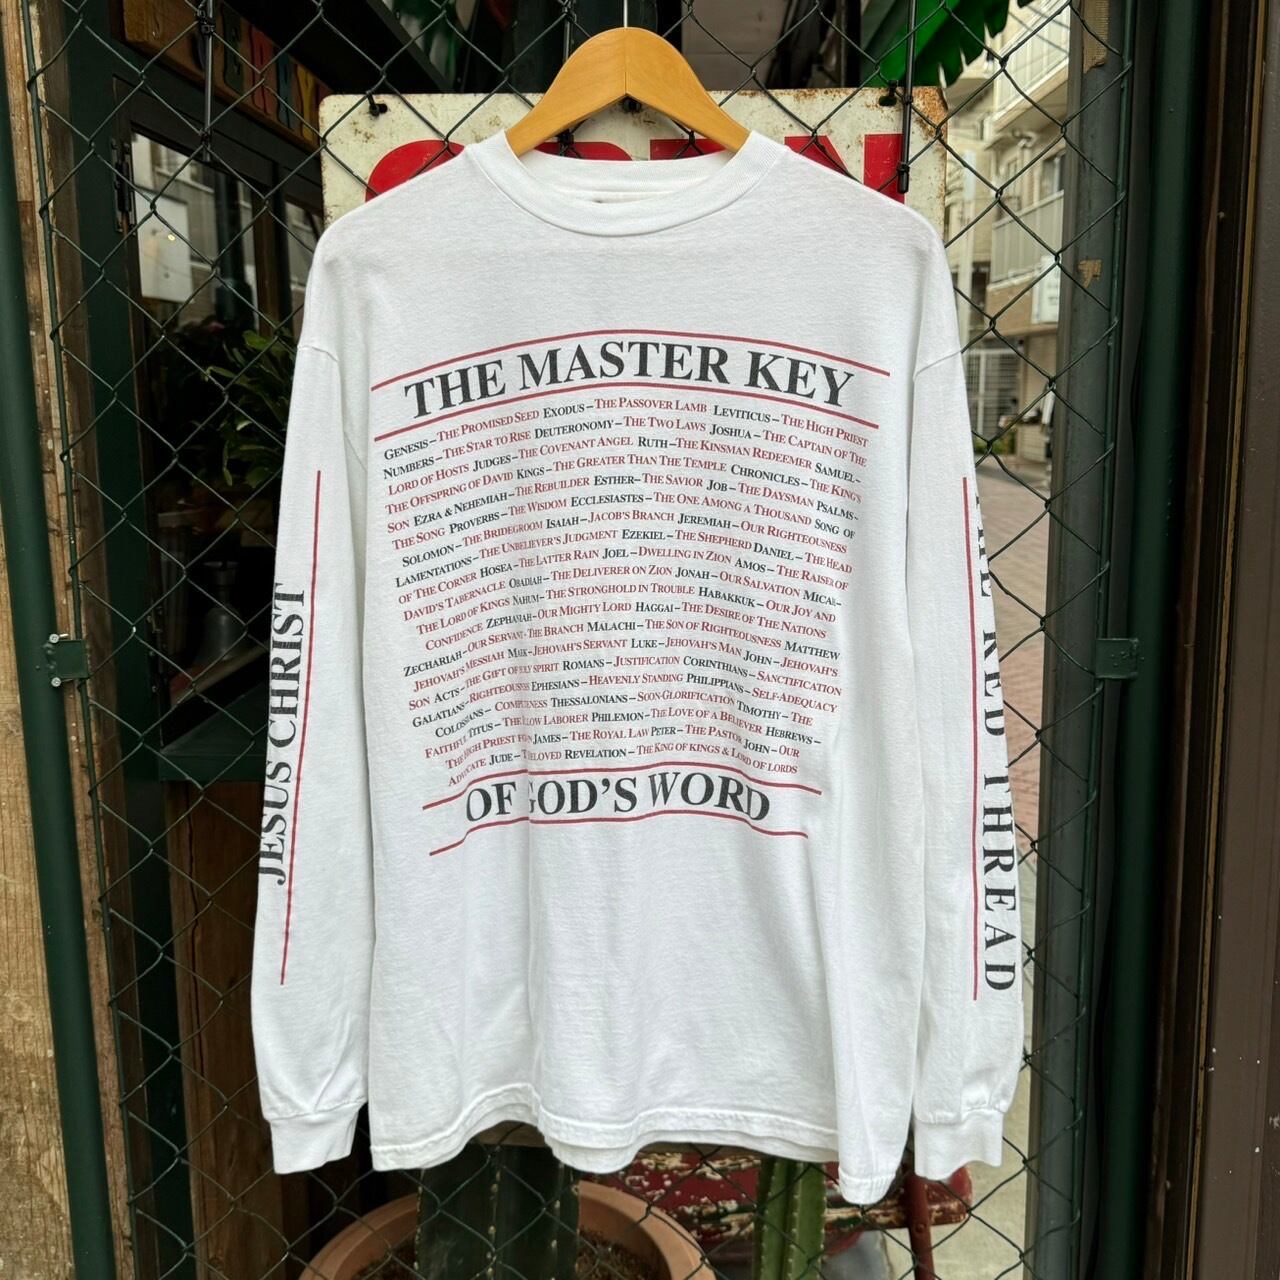 OPEN
THE MASTER KEY
GENESIS – THE PROMISED SEED EXODUS – THE PASSOVER LAMB LEVITICUS – THE HIGH PRIEST
NUMBERS – THE STAR TO RISE DEUTERONOMY – THE TWO LAWS JOSHUA – THE CAPTAIN OF THE
LORD OF HOSTS JUDGES – THE COVENANT ANGEL RUTH – THE KINSMAN REDEEMER SAMUEL –
THE OFFSPRING OF DAVID KINGS – THE GREATER THAN THE TEMPLE CHRONICLES – THE KING'S
SON EZRA & NEHEMIAH – THE REBUILDER ESTHER – THE SAVIOR JOB – THE DAYSMAN PSALMS –
THE SONG PROVERBS – THE WISDOM ECCLESIASTES – THE ONE AMONG A THOUSAND SONG OF
SOLOMON – THE BRIDEGROOM ISAIAH – JACOB'S BRANCH JEREMIAH – OUR RIGHTEOUSNESS
LAMENTATIONS – THE UNBELIEVER'S JUDGMENT EZEKIEL – THE SHEPHERD DANIEL – THE HEAD
OF THE CORNER HOSEA – THE LATTER RAIN JOEL – DWELLING IN ZION AMOS – THE RAISER OF
DAVID'S TABERNACLE OBADIAH – THE DELIVERER ON ZION JONAH – OUR SALVATION MICAH –
THE LORD OF KINGS NAHUM – THE STRONGHOLD IN TROUBLE HABAKKUK – OUR JOY AND
CONFIDENCE ZEPHANIAH – OUR MIGHTY LORD HAGGAI – THE DESIRE OF THE NATIONS
ZECHARIAH – OUR SERVANT - THE BRANCH MALACHI – THE SON OF RIGHTEOUSNESS MATTHEW
JEHOVAH'S MESSIAH MARK – JEHOVAH'S SERVANT LUKE – JEHOVAH'S MAN JOHN – JEHOVAH'S
SON ACTS – THE GIFT OF HOLY SPIRIT ROMANS – JUSTIFICATION CORINTHIANS – SANCTIFICATION
GALATIANS – RIGHTEOUSNESS EPHESIANS – HEAVENLY STANDING PHILIPPIANS – SELF-ADEQUACY
COLOSSIANS – COMPLETENESS THESSALONIANS – SOON-GLORIFICATION TIMOTHY – THE
FAITHFUL TITUS – THE LABORER PHILEMON – THE LOVE OF A BELIEVER HEBREWS –
THE HIGH PRIEST JAMES – THE ROYAL LAW PETER – THE PASTOR JOHN – OUR
ADVOCATE JUDE – REVELATION – THE KING OF KINGS & LORD OF LORDS
OF GOD'S WORD
JESUS CHRIST
THE RED THREAD